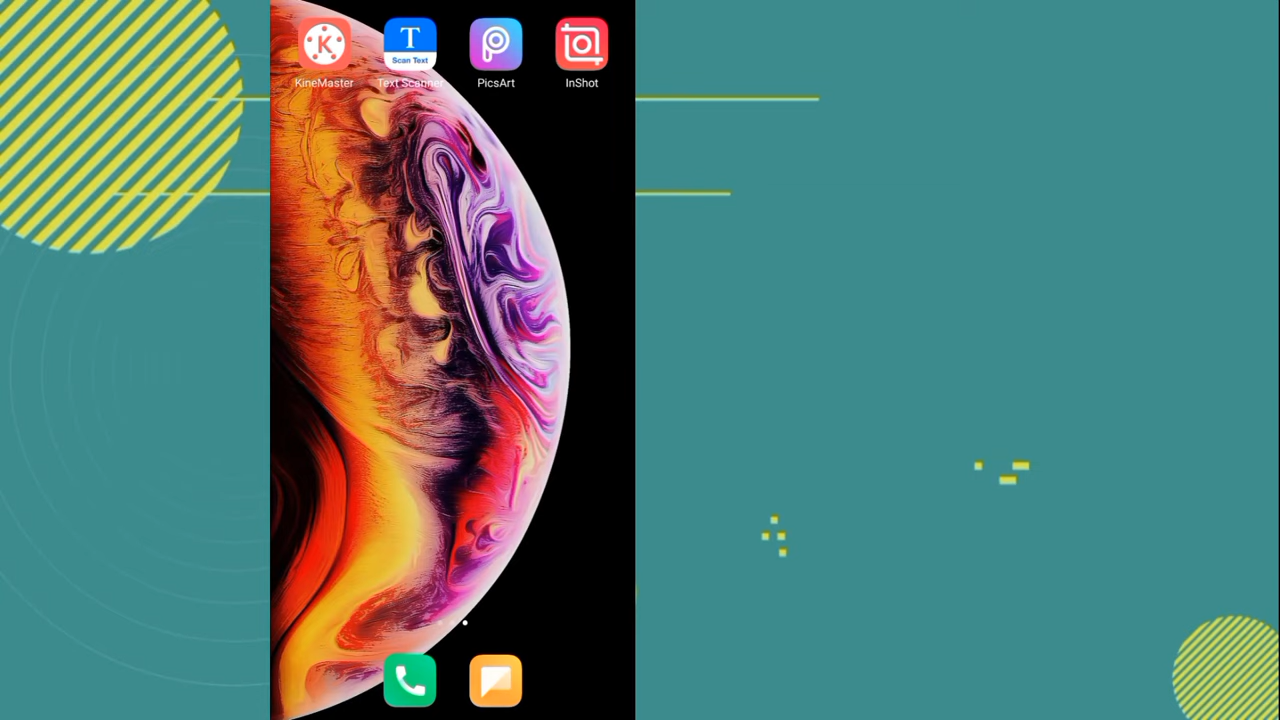 K
T
Scan Text
KineMaster
Text Scanner
PicsArt
InShot